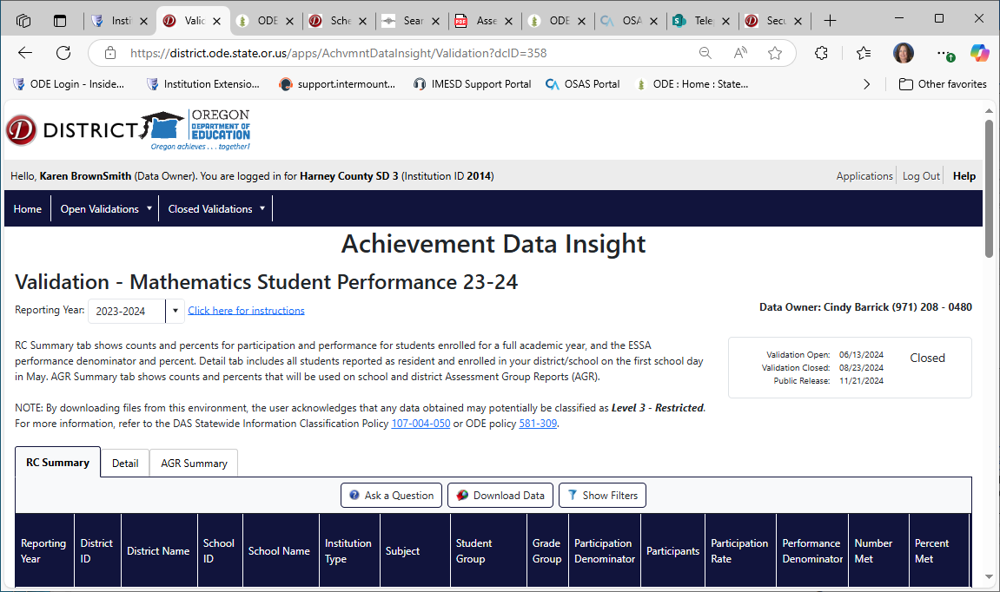 Insti
Valid
ODE
Sche
Sear
Asse
ODE
OSA
Tele
Secu
https://district.ode.state.or.us/apps/AchvmntDataInsight/Validation?dcID=358
ODE Login - Inside...
Institution Extensio...
support.intermount...
IMESD Support Portal
OSAS Portal
ODE : Home : State...
Other favorites
D DISTRICT
OREGON
DEPARTMENT OF
EDUCATION
Oregon achieves . . . together!
Hello, Karen BrownSmith (Data Owner). You are logged in for Harney County SD 3 (Institution ID 2014)
Applications Log Out Help
Home Open Validations Closed Validations
Achievement Data Insight
Validation - Mathematics Student Performance 23-24
Reporting Year: 2023-2024 Click here for instructions
Data Owner: Cindy Barrick (971) 208 - 0480
RC Summary tab shows counts and percents for participation and performance for students enrolled for a full academic year, and the ESSA
performance denominator and percent. Detail tab includes all students reported as resident and enrolled in your district/school on the first school day
in May. AGR Summary tab shows counts and percents that will be used on school and district Assessment Group Reports (AGR).
Validation Open: 06/13/2024
Validation Closed: 08/23/2024
Public Release: 11/21/2024
Closed
NOTE: By downloading files from this environment, the user acknowledges that any data obtained may potentially be classified as Level 3 - Restricted.
For more information, refer to the DAS Statewide Information Classification Policy 107-004-050 or ODE policy 581-309.
RC Summary Detail AGR Summary
Ask a Question Download Data Show Filters
Reporting Year
District ID
District Name
School ID
School Name
Institution Type
Subject
Student Group
Grade Group
Participation Denominator
Participants
Participation Rate
Performance Denominator
Number Met
Percent Met